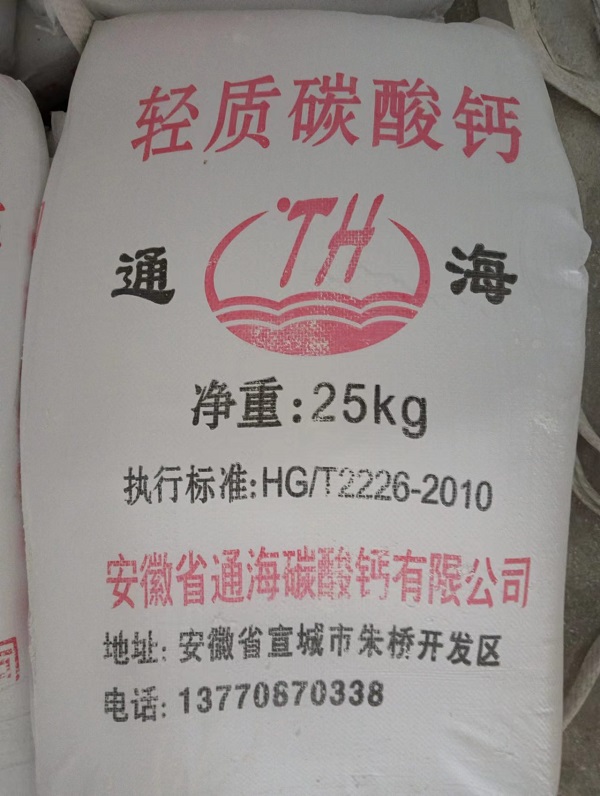 轻质碳酸钙
TH
通 海
净重:25kg
执行标准:HG/T2226-2010
安徽省通海碳酸钙有限公司
地址: 安徽省宣城市朱桥开发区
电话: 13770670338